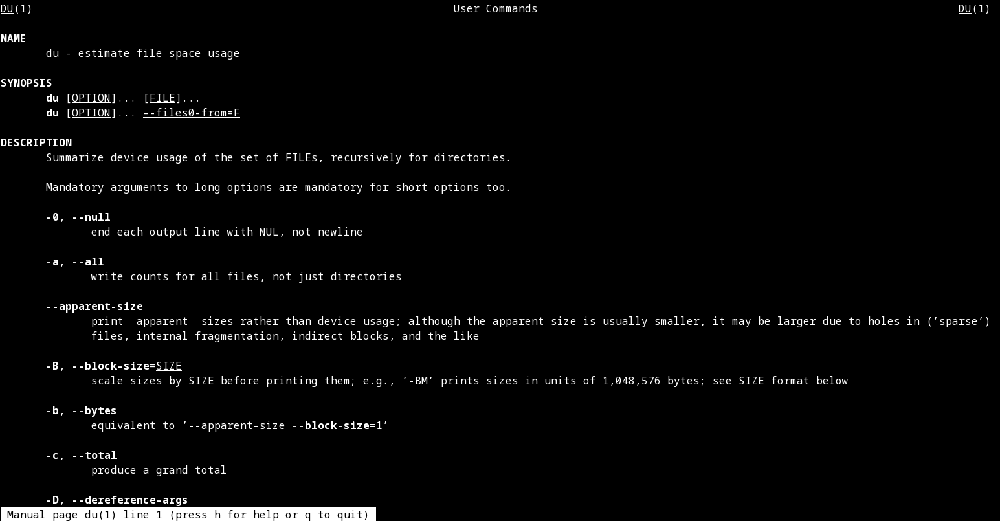 DU(1) User Commands DU(1)
NAME
du - estimate file space usage
SYNOPSIS
du [OPTION]... [FILE]...
du [OPTION]... --files0-from=F
DESCRIPTION
Summarize device usage of the set of FILEs, recursively for directories.
Mandatory arguments to long options are mandatory for short options too.
-0, --null
end each output line with NUL, not newline
-a, --all
write counts for all files, not just directories
--apparent-size
print  apparent  sizes rather than device usage; although the apparent size is usually smaller, it may be larger due to holes in (’sparse’)
files, internal fragmentation, indirect blocks, and the like
-B, --block-size=SIZE
scale sizes by SIZE before printing them; e.g., ’-BM’ prints sizes in units of 1,048,576 bytes; see SIZE format below
-b, --bytes
equivalent to ’--apparent-size --block-size=1’
-c, --total
produce a grand total
-D, --dereference-args
Manual page du(1) line 1 (press h for help or q to quit)